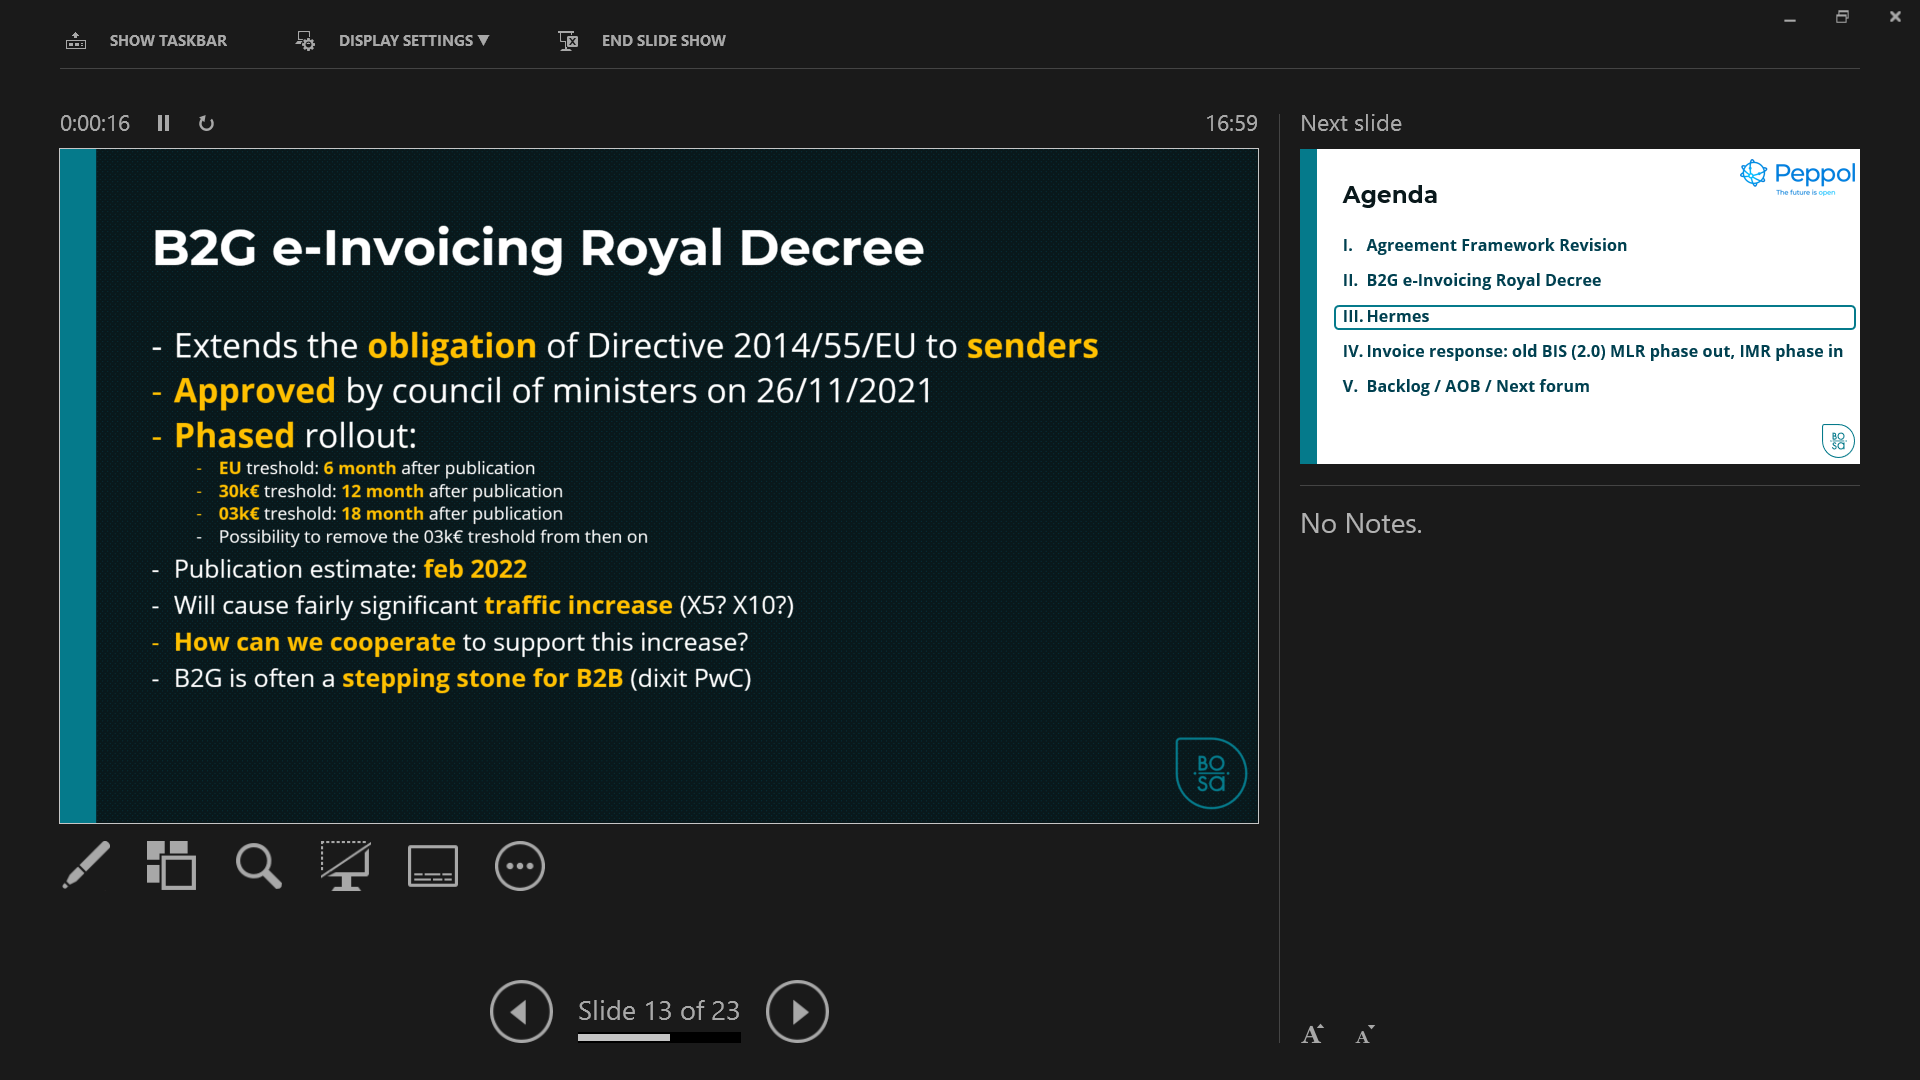 SHOW TASKBAR
DISPLAY SETTINGS ▼
END SLIDE SHOW
0:00:16
16:59
B2G e-Invoicing Royal Decree
- Extends the obligation of Directive 2014/55/EU to senders
- Approved by council of ministers on 26/11/2021
- Phased rollout:
- EU treshold: 6 month after publication
- 30k€ treshold: 12 month after publication
- 03k€ treshold: 18 month after publication
- Possibility to remove the 03k€ treshold from then on
- Publication estimate: feb 2022
- Will cause fairly significant traffic increase (X5? X10?)
- How can we cooperate to support this increase?
- B2G is often a stepping stone for B2B (dixit PwC)
BO
sa
Slide 13 of 23
Next slide
Peppol
The future is open
Agenda
I. Agreement Framework Revision
II. B2G e-Invoicing Royal Decree
III. Hermes
IV. Invoice response: old BIS (2.0) MLR phase out, IMR phase in
V. Backlog / AOB / Next forum
BO
sa
No Notes.
A A